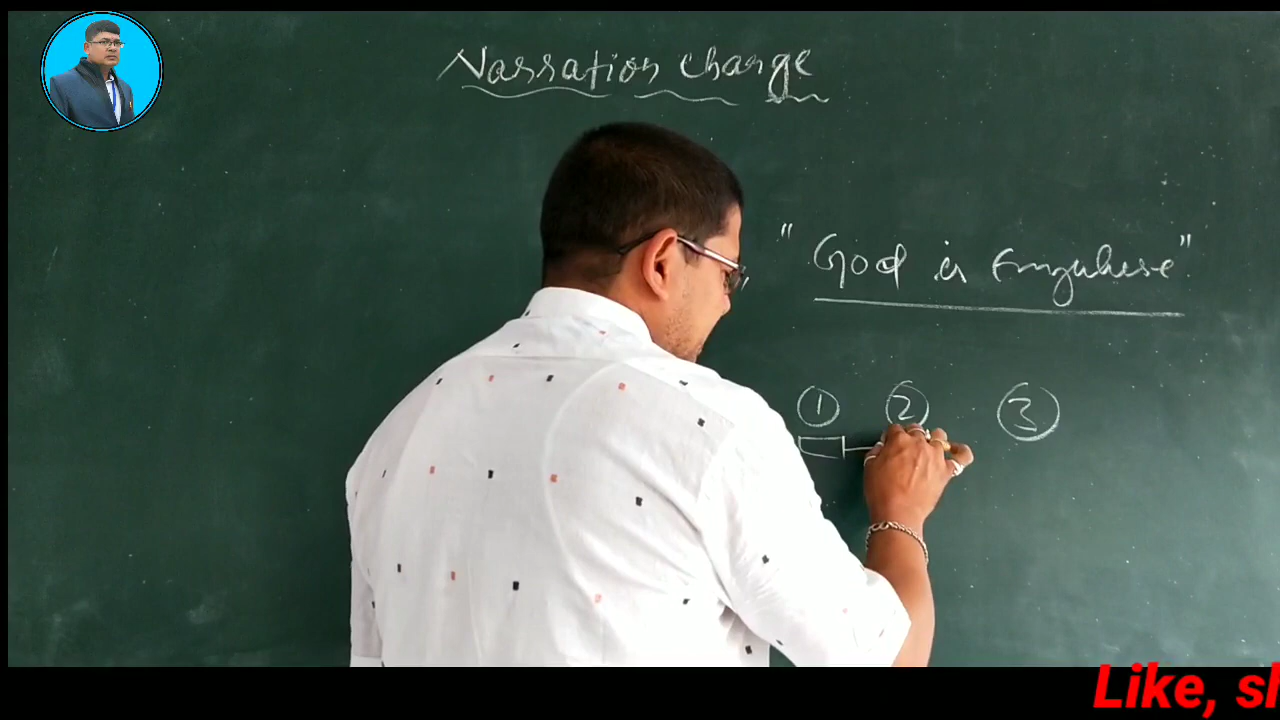 Narration change
" "God is Everywhere"
1 2 3
Like, sh